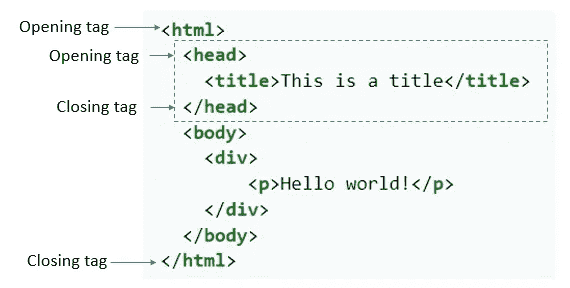 Opening tag <html>
Opening tag <head>
<title>This is a title</title>
Closing tag </head>
<body>
<div>
<p>Hello world!</p>
</div>
</body>
Closing tag </html>